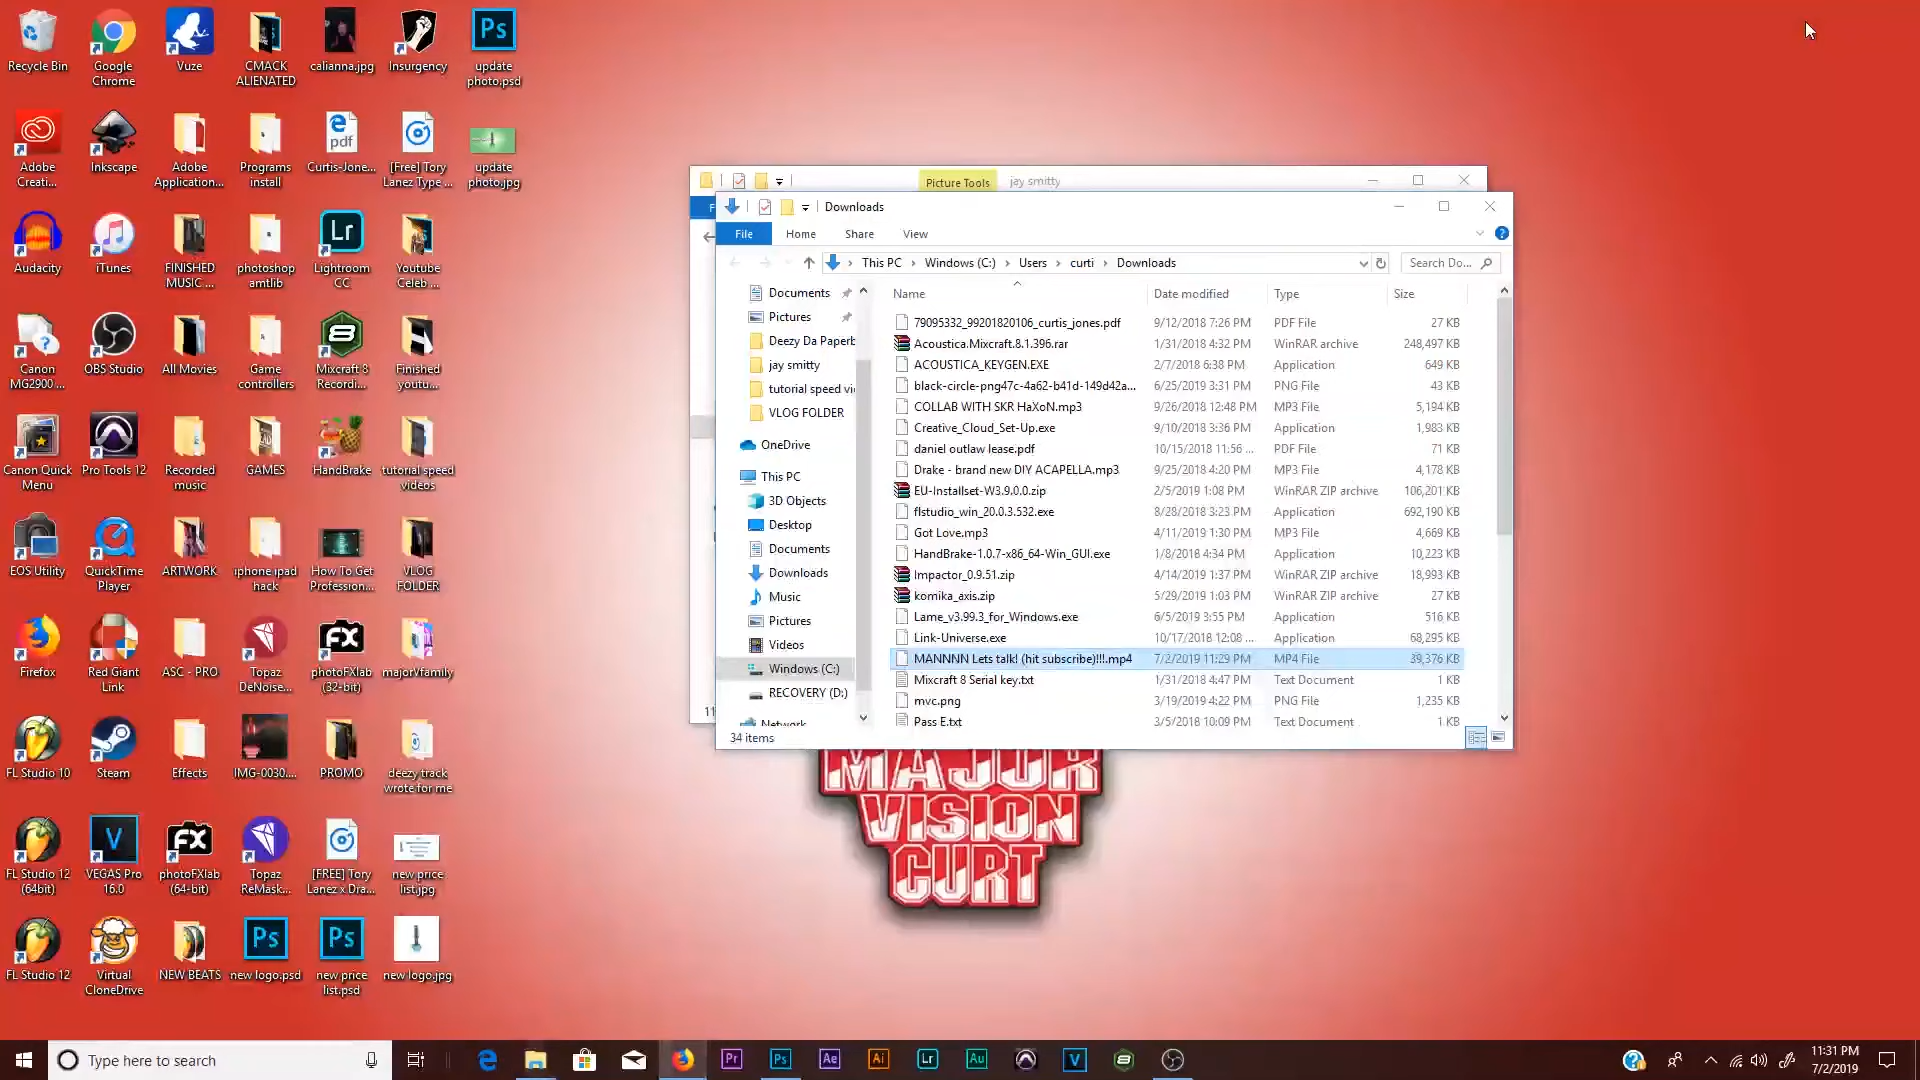 Recycle Bin
Google
Chrome
Vuze
CMACK
ALIENATED
calianna.jpg
Insurgency
update
photo.psd
Adobe
Creati...
Inkscape
Adobe
Application...
Programs
install
Curtis-Jone...
[Free] Tory
Lanez Type ...
update
photo.jpg
Audacity
iTunes
FINISHED
MUSIC ...
photoshop
amtlib
Lightroom
CC
Youtube
Celeb ...
Canon
MG2900 ...
OBS Studio
All Movies
Game
controllers
Mixcraft 8
Recordi...
Finished
youtu...
Canon Quick
Menu
Pro Tools 12
Recorded
music
GAMES
HandBrake
tutorial speed
videos
EOS Utility
QuickTime
Player
ARTWORK
iphone ipad
hack
How To Get
Profession...
VLOG
FOLDER
Firefox
Red Giant
Link
ASC - PRO
Topaz
DeNoise...
photoFXlab
(32-bit)
majorVfamily
FL Studio 10
Steam
Effects
IMG-0030....
PROMO
deezy track
wrote for me
FL Studio 12
(64bit)
VEGAS Pro
16.0
photoFXlab
(64-bit)
Topaz
ReMask...
[FREE] Tory
Lanez x Dra...
new price
list.jpg
FL Studio 12
Virtual
CloneDrive
NEW BEATS
new logo.psd
new price
list.psd
new logo.jpg
Picture Tools
jay smitty
Downloads
File Home Share View
This PC > Windows (C:) > Users > curti > Downloads
Search Do...
Documents
Pictures
Deezy Da Paperb
jay smitty
tutorial speed vi
VLOG FOLDER
OneDrive
This PC
3D Objects
Desktop
Documents
Downloads
Music
Pictures
Videos
Windows (C:)
RECOVERY (D:)
Network
Name Date modified Type Size
79095332_99201820106_curtis_jones.pdf 9/12/2018 7:26 PM PDF File 27 KB
Acoustica.Mixcraft.8.1.396.rar 1/31/2018 4:32 PM WinRAR archive 248,497 KB
ACOUSTICA_KEYGEN.EXE 2/7/2018 6:38 PM Application 649 KB
black-circle-png47c-4a62-b41d-149d42a... 6/25/2019 3:31 PM PNG File 43 KB
COLLAB WITH SKR HaXoN.mp3 9/26/2018 12:48 PM MP3 File 5,194 KB
Creative_Cloud_Set-Up.exe 9/10/2018 3:36 PM Application 1,983 KB
daniel outlaw lease.pdf 10/15/2018 11:56 ... PDF File 71 KB
Drake - brand new DIY ACAPELLA.mp3 9/25/2018 4:20 PM MP3 File 4,178 KB
EU-Installset-W3.9.0.0.zip 2/5/2019 1:08 PM WinRAR ZIP archive 106,201 KB
flstudio_win_20.0.3.532.exe 8/28/2018 3:23 PM Application 692,190 KB
Got Love.mp3 4/11/2019 1:30 PM MP3 File 4,669 KB
HandBrake-1.0.7-x86_64-Win_GUI.exe 1/8/2018 4:34 PM Application 10,223 KB
Impactor_0.9.51.zip 4/14/2019 1:37 PM WinRAR ZIP archive 18,993 KB
komika_axis.zip 5/29/2019 1:03 PM WinRAR ZIP archive 27 KB
Lame_v3.99.3_for_Windows.exe 6/5/2019 3:55 PM Application 516 KB
Link-Universe.exe 10/17/2018 12:08 ... Application 68,295 KB
MANNNN Lets talk! (hit subscribe)!!!.mp4 7/2/2019 11:29 PM MP4 File 39,376 KB
Mixcraft 8 Serial key.txt 1/31/2018 4:47 PM Text Document 1 KB
mvc.png 3/19/2019 4:22 PM PNG File 1,235 KB
Pass E.txt 3/5/2018 10:09 PM Text Document 1 KB
34 items
MAJOR
VISION
CURT
Type here to search
11:31 PM
7/2/2019